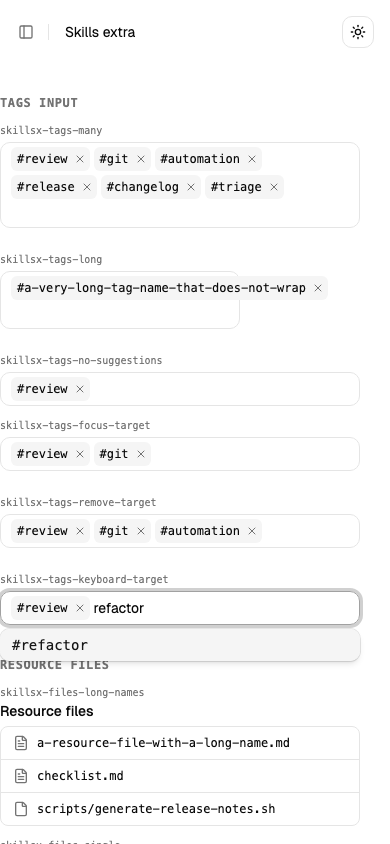 Skills extra
TAGS INPUT
skillsx-tags-many
#review × #git × #automation ×
#release × #changelog × #triage ×
skillsx-tags-long
#a-very-long-tag-name-that-does-not-wrap ×
skillsx-tags-no-suggestions
#review ×
skillsx-tags-focus-target
#review × #git ×
skillsx-tags-remove-target
#review × #git × #automation ×
skillsx-tags-keyboard-target
#review × refactor
#refactor
RESOURCE FILES
skillsx-files-long-names
Resource files
a-resource-file-with-a-long-name.md
checklist.md
scripts/generate-release-notes.sh